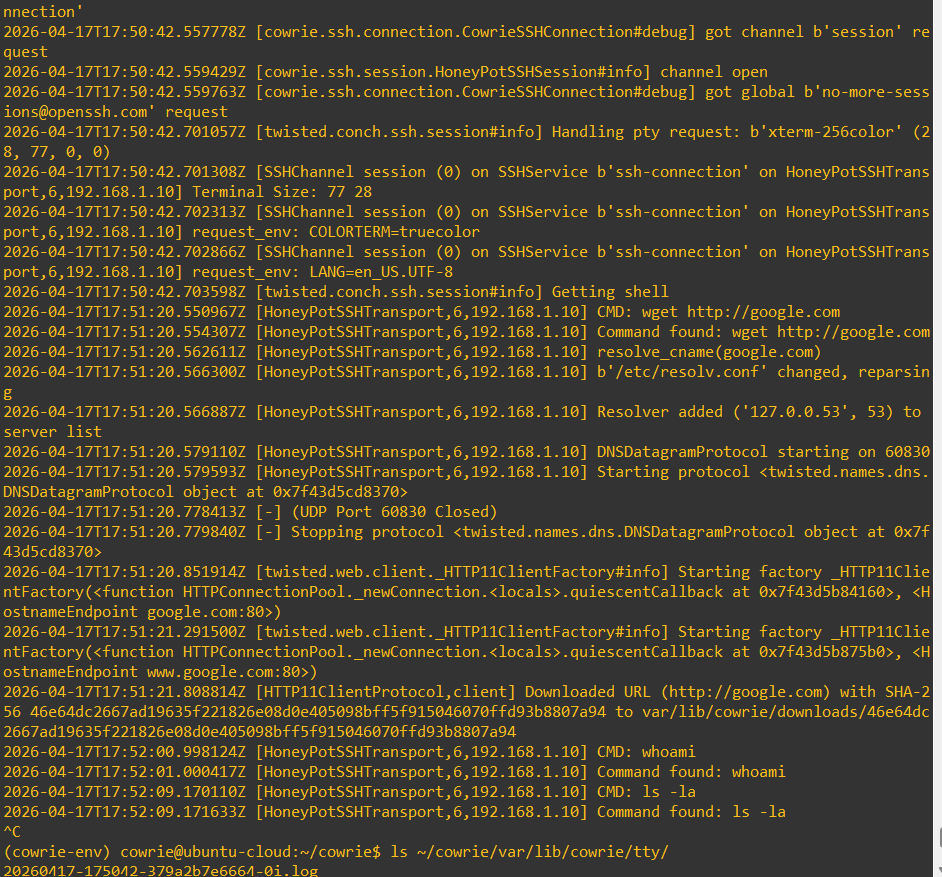 nnection'
2026-04-17T17:50:42.557778Z [cowrie.ssh.connection.CowrieSSHConnection#debug] got channel b'session' re
quest
2026-04-17T17:50:42.559429Z [cowrie.ssh.session.HoneyPotSSHSession#info] channel open
2026-04-17T17:50:42.559763Z [cowrie.ssh.connection.CowrieSSHConnection#debug] got global b'no-more-sess
ions@openssh.com' request
2026-04-17T17:50:42.701057Z [twisted.conch.ssh.session#info] Handling pty request: b'xterm-256color' (2
8, 77, 0, 0)
2026-04-17T17:50:42.701308Z [SSHChannel session (0) on SSHService b'ssh-connection' on HoneyPotSSHTrans
port,6,192.168.1.10] Terminal Size: 77 28
2026-04-17T17:50:42.702313Z [SSHChannel session (0) on SSHService b'ssh-connection' on HoneyPotSSHTrans
port,6,192.168.1.10] request_env: COLORTERM=truecolor
2026-04-17T17:50:42.702866Z [SSHChannel session (0) on SSHService b'ssh-connection' on HoneyPotSSHTrans
port,6,192.168.1.10] request_env: LANG=en_US.UTF-8
2026-04-17T17:50:42.703598Z [twisted.conch.ssh.session#info] Getting shell
2026-04-17T17:51:20.550967Z [HoneyPotSSHTransport,6,192.168.1.10] CMD: wget http://google.com
2026-04-17T17:51:20.554307Z [HoneyPotSSHTransport,6,192.168.1.10] Command found: wget http://google.com
2026-04-17T17:51:20.562611Z [HoneyPotSSHTransport,6,192.168.1.10] resolve_cname(google.com)
2026-04-17T17:51:20.566300Z [HoneyPotSSHTransport,6,192.168.1.10] b'/etc/resolv.conf' changed, reparsin
g
2026-04-17T17:51:20.566887Z [HoneyPotSSHTransport,6,192.168.1.10] Resolver added ('127.0.0.53', 53) to
server list
2026-04-17T17:51:20.579110Z [HoneyPotSSHTransport,6,192.168.1.10] DNSDatagramProtocol starting on 60830
2026-04-17T17:51:20.579593Z [HoneyPotSSHTransport,6,192.168.1.10] Starting protocol <twisted.names.dns.
DNSDatagramProtocol object at 0x7f43d5cd8370>
2026-04-17T17:51:20.778413Z [-] (UDP Port 60830 Closed)
2026-04-17T17:51:20.779840Z [-] Stopping protocol <twisted.names.dns.DNSDatagramProtocol object at 0x7f
43d5cd8370>
2026-04-17T17:51:20.851914Z [twisted.web.client._HTTP11ClientFactory#info] Starting factory _HTTP11Clie
ntFactory(<function HTTPConnectionPool._newConnection.<locals>.quiescentCallback at 0x7f43d5b84160>, <H
ostnameEndpoint google.com:80>)
2026-04-17T17:51:21.291500Z [twisted.web.client._HTTP11ClientFactory#info] Starting factory _HTTP11Clie
ntFactory(<function HTTPConnectionPool._newConnection.<locals>.quiescentCallback at 0x7f43d5b875b0>, <H
ostnameEndpoint www.google.com:80>)
2026-04-17T17:51:21.808814Z [HTTP11ClientProtocol,client] Downloaded URL (http://google.com) with SHA-2
56 46e64dc2667ad19635f221826e08d0e405098bff5f915046070ffd93b8807a94 to var/lib/cowrie/downloads/46e64dc
2667ad19635f221826e08d0e405098bff5f915046070ffd93b8807a94
2026-04-17T17:52:00.998124Z [HoneyPotSSHTransport,6,192.168.1.10] CMD: whoami
2026-04-17T17:52:01.000417Z [HoneyPotSSHTransport,6,192.168.1.10] Command found: whoami
2026-04-17T17:52:09.170110Z [HoneyPotSSHTransport,6,192.168.1.10] CMD: ls -la
2026-04-17T17:52:09.171633Z [HoneyPotSSHTransport,6,192.168.1.10] Command found: ls -la
^C
(cowrie-env) cowrie@ubuntu-cloud:~/cowrie$ ls ~/cowrie/var/lib/cowrie/tty/
20260417-175042-379a2b7e6664-0i.log